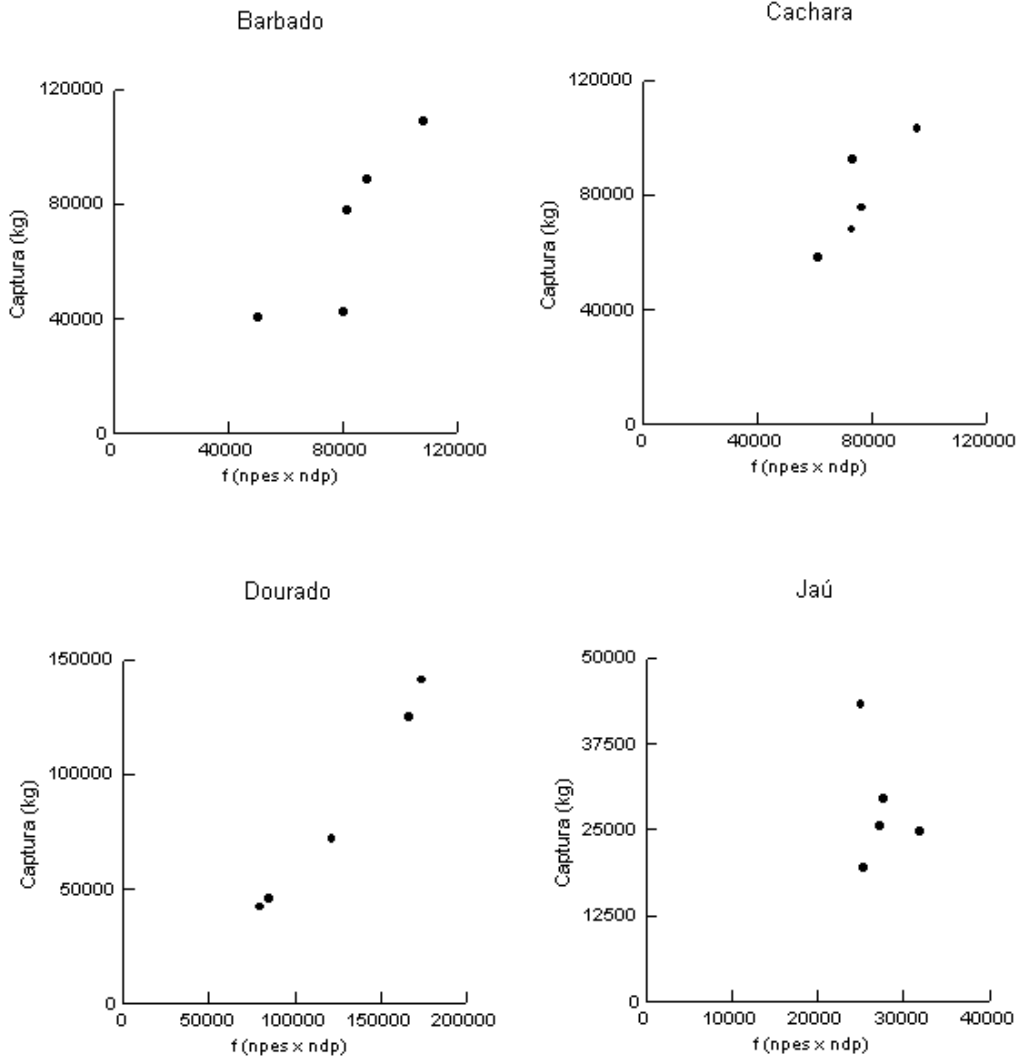 Barbado
120000
80000
40000
0
Captura (kg)
0 40000 80000 120000
f (npes x ndp)
Cachara
120000
80000
40000
0
Captura (kg)
0 40000 80000 120000
f (npes x ndp)
Dourado
150000
100000
50000
0
Captura (kg)
0 50000 100000 150000 200000
f (npes x ndp)
Jaú
50000
37500
25000
12500
0
Captura (kg)
0 10000 20000 30000 40000
f (npes x ndp)